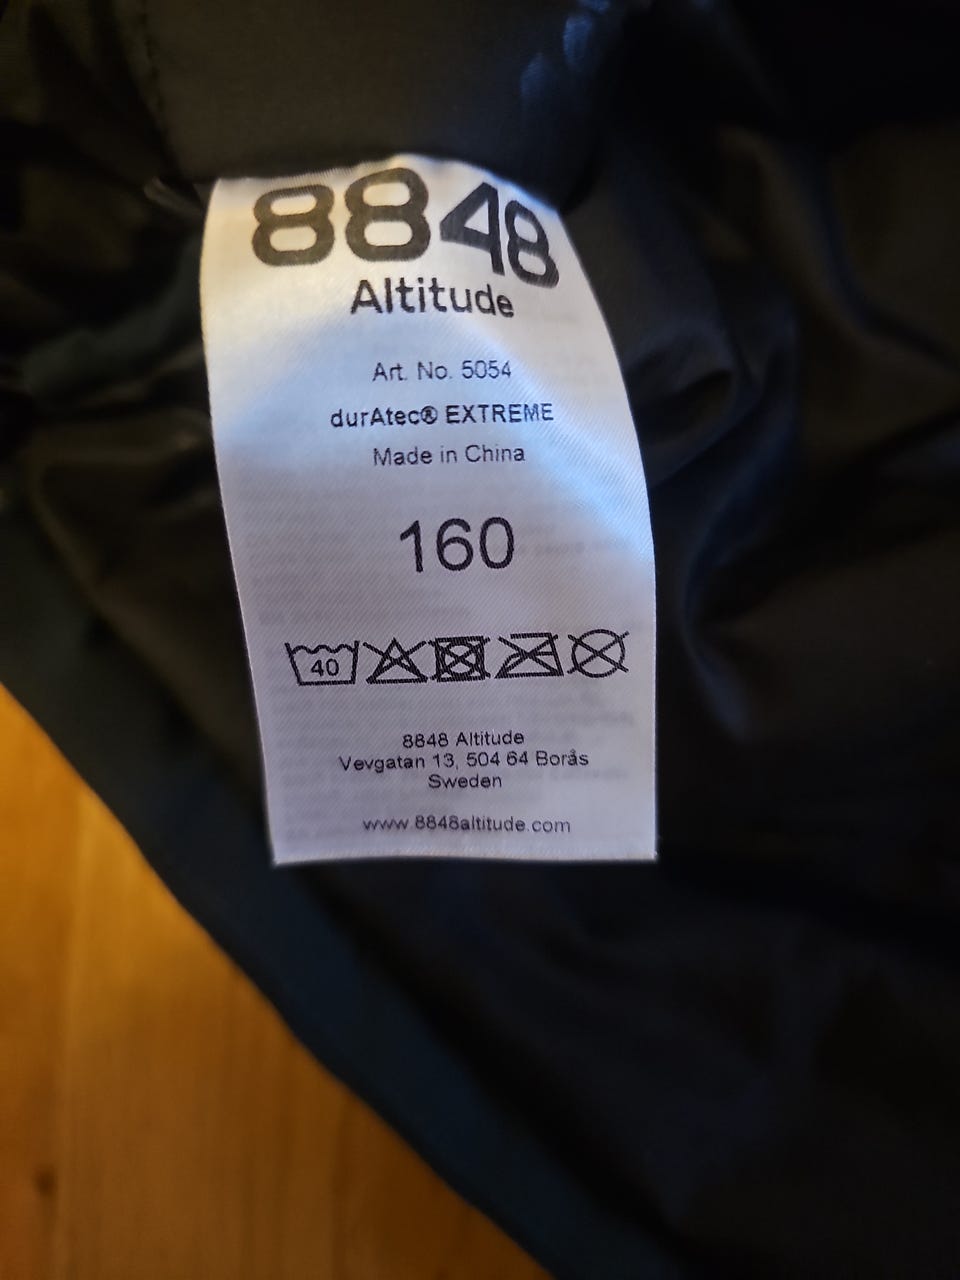 8848
Altitude
Art. No. 5054
durAtec® EXTREME
Made in China
160
40
8848 Altitude
Vevgatan 13, 504 64 Borås
Sweden
www.8848altitude.com